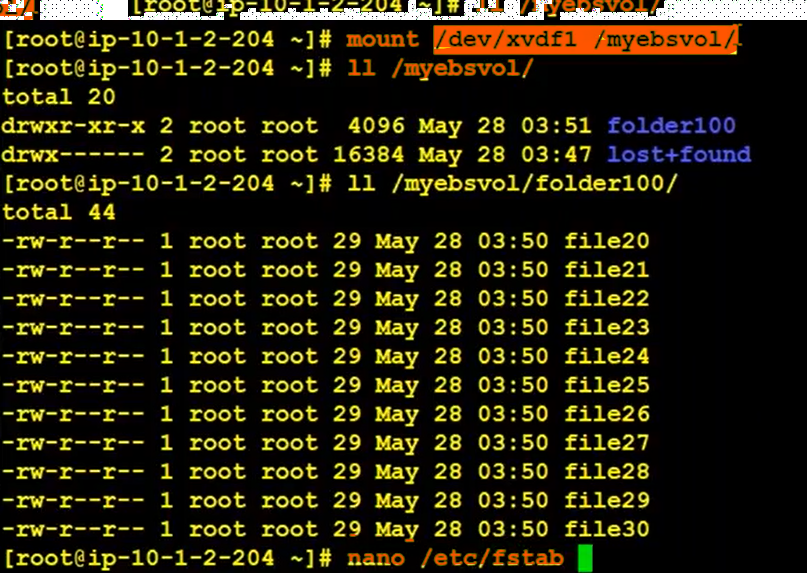 [root@ip-10-1-2-204 ~]# ll /myebsvol/
[root@ip-10-1-2-204 ~]# mount /dev/xvdf1 /myebsvol/
[root@ip-10-1-2-204 ~]# ll /myebsvol/
total 20
drwxr-xr-x 2 root root  4096 May 28 03:51 folder100
drwx------ 2 root root 16384 May 28 03:47 lost+found
[root@ip-10-1-2-204 ~]# ll /myebsvol/folder100/
total 44
-rw-r--r-- 1 root root 29 May 28 03:50 file20
-rw-r--r-- 1 root root 29 May 28 03:50 file21
-rw-r--r-- 1 root root 29 May 28 03:50 file22
-rw-r--r-- 1 root root 29 May 28 03:50 file23
-rw-r--r-- 1 root root 29 May 28 03:50 file24
-rw-r--r-- 1 root root 29 May 28 03:50 file25
-rw-r--r-- 1 root root 29 May 28 03:50 file26
-rw-r--r-- 1 root root 29 May 28 03:50 file27
-rw-r--r-- 1 root root 29 May 28 03:50 file28
-rw-r--r-- 1 root root 29 May 28 03:50 file29
-rw-r--r-- 1 root root 29 May 28 03:50 file30
[root@ip-10-1-2-204 ~]# nano /etc/fstab